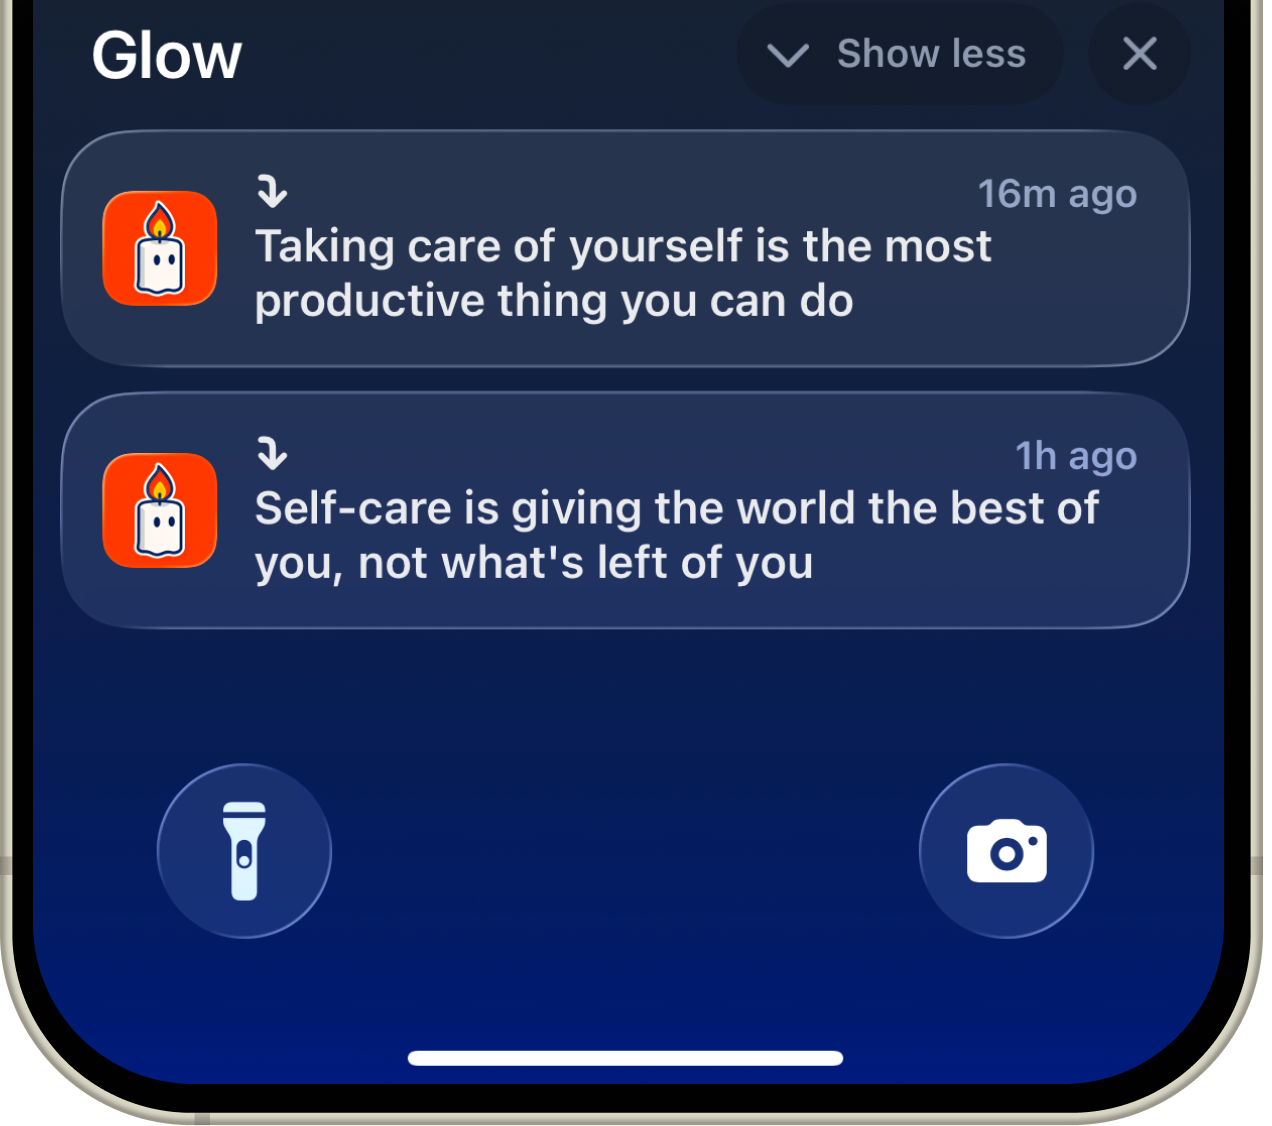 Glow
Show less
16m ago
Taking care of yourself is the most
productive thing you can do
1h ago
Self-care is giving the world the best of
you, not what's left of you